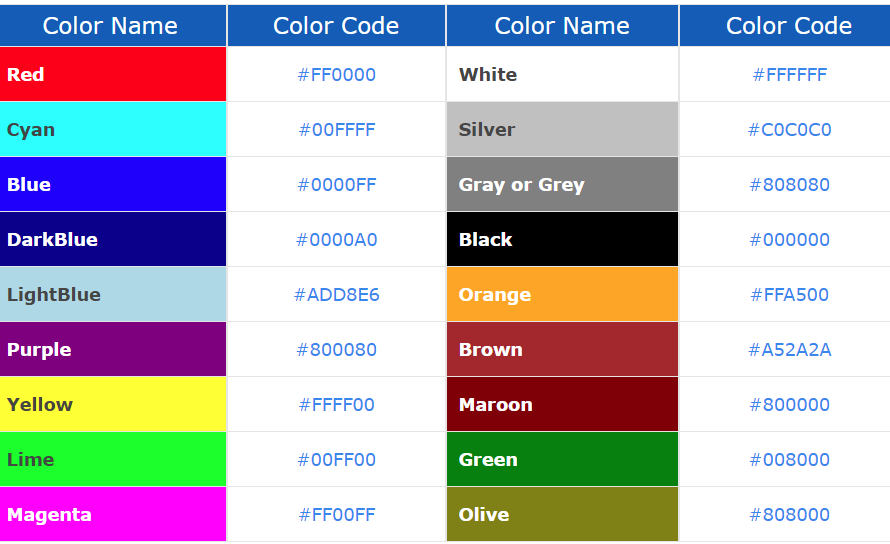 Color Name Color Code Color Name Color Code
Red #FF0000 White #FFFFFF
Cyan #00FFFF Silver #C0C0C0
Blue #0000FF Gray or Grey #808080
DarkBlue #0000A0 Black #000000
LightBlue #ADD8E6 Orange #FFA500
Purple #800080 Brown #A52A2A
Yellow #FFFF00 Maroon #800000
Lime #00FF00 Green #008000
Magenta #FF00FF Olive #808000